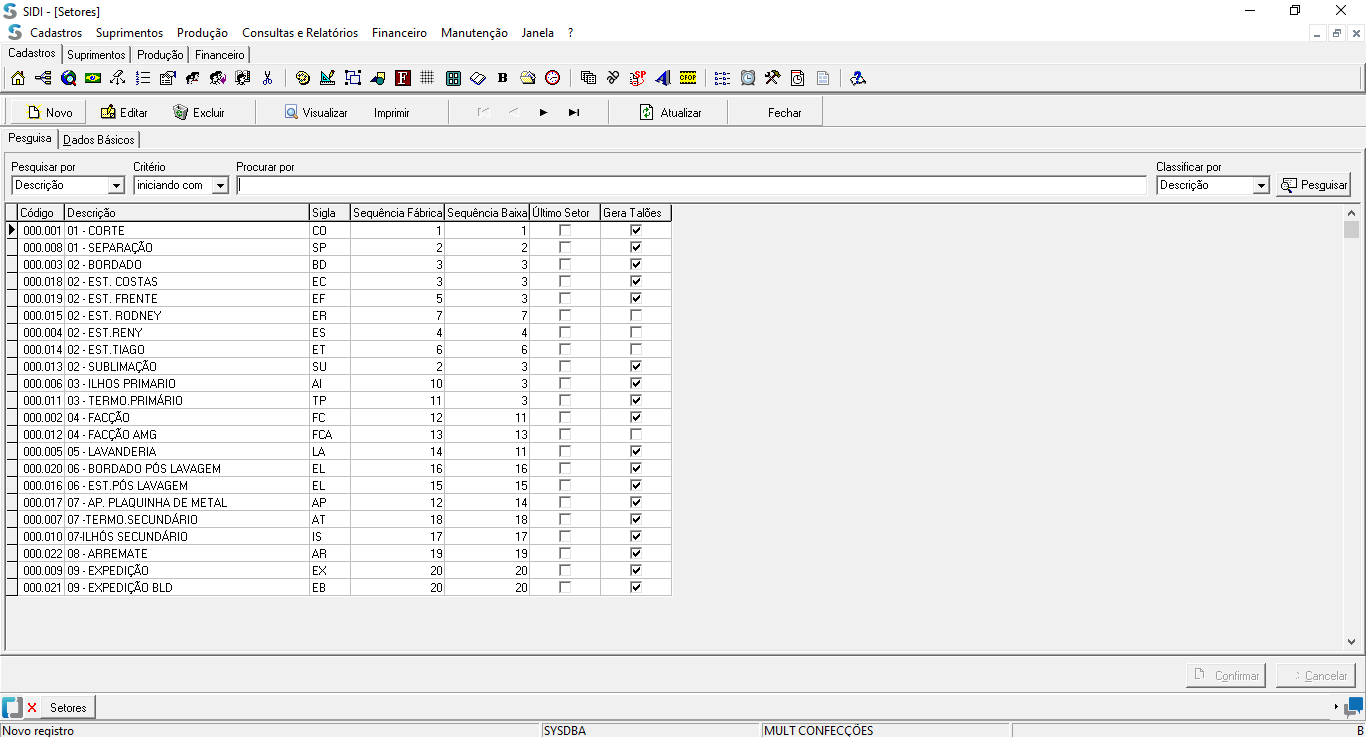 SIDI - [Setores]
Cadastros Suprimentos Produção Consultas e Relatórios Financeiro Manutenção Janela ?
Cadastros Suprimentos Produção Financeiro
F B SP CFOP
Novo Editar Excluir Visualizar Imprimir Atualizar Fechar
Pesquisa Dados Básicos
Pesquisar por Critério Procurar por Classificar por
Descrição iniciando com Descrição Pesquisar
Código Descrição Sigla Sequência Fábrica Sequência Baixa Último Setor Gera Talões
000.001 01 - CORTE CO 1 1
000.008 01 - SEPARAÇÃO SP 2 2
000.003 02 - BORDADO BD 3 3
000.018 02 - EST. COSTAS EC 3 3
000.019 02 - EST. FRENTE EF 5 3
000.015 02 - EST. RODNEY ER 7 7
000.004 02 - EST.RENY ES 4 4
000.014 02 - EST.TIAGO ET 6 6
000.013 02 - SUBLIMAÇÃO SU 2 3
000.006 03 - ILHOS PRIMARIO AI 10 3
000.011 03 - TERMO.PRIMÁRIO TP 11 3
000.002 04 - FACÇÃO FC 12 11
000.012 04 - FACÇÃO AMG FCA 13 13
000.005 05 - LAVANDERIA LA 14 11
000.020 06 - BORDADO PÓS LAVAGEM EL 16 16
000.016 06 - EST.PÓS LAVAGEM EL 15 15
000.017 07 - AP. PLAQUINHA DE METAL AP 12 14
000.007 07 -TERMO.SECUNDÁRIO AT 18 18
000.010 07-ILHÓS SECUNDÁRIO IS 17 17
000.022 08 - ARREMATE AR 19 19
000.009 09 - EXPEDIÇÃO EX 20 20
000.021 09 - EXPEDIÇÃO BLD EB 20 20
Confirmar Cancelar
Setores
Novo registro SYSDBA MULT CONFECÇÕES B